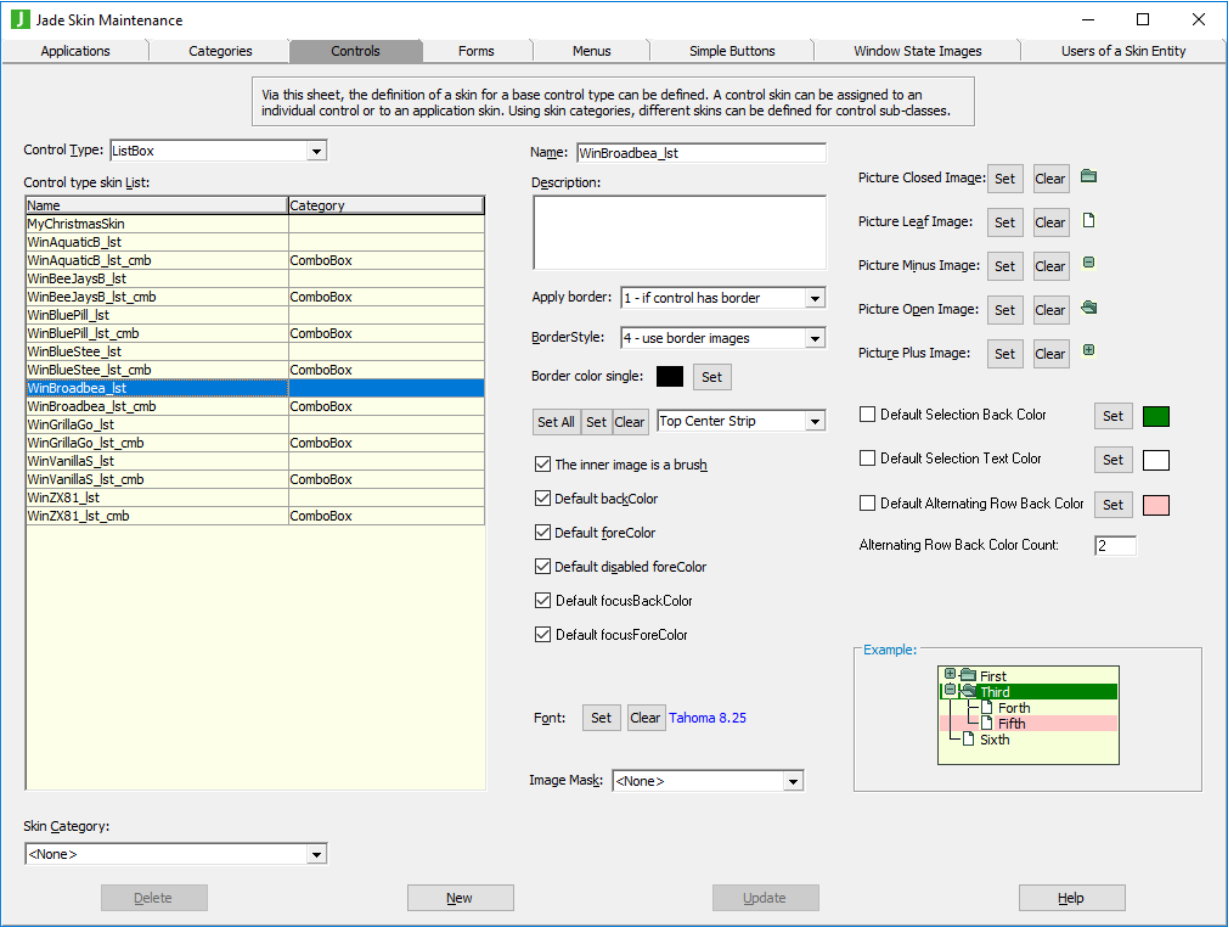 Jade Skin Maintenance
Applications
Categories
Controls
Forms
Menus
Simple Buttons
Window State Images
Users of a Skin Entity
Via this sheet, the definition of a skin for a base control type can be defined. A control skin can be assigned to an
individual control or to an application skin. Using skin categories, different skins can be defined for control sub-classes.
Control Type: ListBox
Control type skin List:
Name Category
MyChristmasSkin
WinAquaticB_lst
WinAquaticB_lst_cmb ComboBox
WinBeeJaysB_lst
WinBeeJaysB_lst_cmb ComboBox
WinBluePill_lst
WinBluePill_lst_cmb ComboBox
WinBlueStee_lst
WinBlueStee_lst_cmb ComboBox
WinBroadbea_lst
WinBroadbea_lst_cmb ComboBox
WinGrillaGo_lst
WinGrillaGo_lst_cmb ComboBox
WinVanillaS_lst
WinVanillaS_lst_cmb ComboBox
WinZX81_lst
WinZX81_lst_cmb ComboBox
Skin Category:
<None>
Name: WinBroadbea_lst
Description:
Apply border: 1 - if control has border
BorderStyle: 4 - use border images
Border color single: Set
Set All Set Clear Top Center Strip
The inner image is a brush
Default backColor
Default foreColor
Default disabled foreColor
Default focusBackColor
Default focusForeColor
Font: Set Clear Tahoma 8.25
Image Mask: <None>
Picture Closed Image: Set Clear
Picture Leaf Image: Set Clear
Picture Minus Image: Set Clear
Picture Open Image: Set Clear
Picture Plus Image: Set Clear
Default Selection Back Color Set
Default Selection Text Color Set
Default Alternating Row Back Color Set
Alternating Row Back Color Count: 2
Example:
First
Third
Forth
Fifth
Sixth
Delete
New
Update
Help